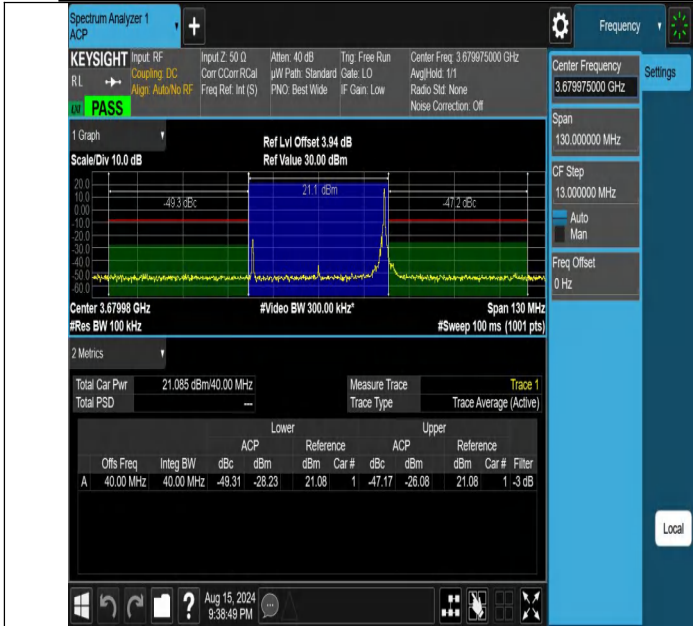 Spectrum Analyzer 1
ACP
+
Frequency
KEYSIGHT
RL
PASS
Input: RF
Coupling: DC
Align: Auto/No RF
Input Z: 50 Ω
Corr CCorr RCal
Freq Ref: Int (S)
Atten: 40 dB
µW Path: Standard
PNO: Best Wide
Trig: Free Run
Gate: LO
IF Gain: Low
Center Freq: 3.679975000 GHz
Avg|Hold: 1/1
Radio Std: None
Noise Correction: Off
Center Frequency
3.679975000 GHz
Settings
Span
130.000000 MHz
CF Step
13.000000 MHz
Auto
Man
Freq Offset
0 Hz
1 Graph
Scale/Div 10.0 dB
Ref Lvl Offset 3.94 dB
Ref Value 30.00 dBm
20.0
10.0
0.00
-10.0
-20.0
-30.0
-40.0
-50.0
-60.0
-49.3 dBc
21.1 dBm
-47.2 dBc
Center 3.67998 GHz
#Video BW 300.00 kHz*
Span 130 MHz
#Res BW 100 kHz
#Sweep 100 ms (1001 pts)
2 Metrics
Total Car Pwr 21.085 dBm/40.00 MHz
Total PSD ---
Measure Trace Trace 1
Trace Type Trace Average (Active)
Lower Upper
ACP Reference ACP Reference
Offs Freq Integ BW dBc dBm dBm Car # dBc dBm dBm Car # Filter
A 40.00 MHz 40.00 MHz -49.31 -28.23 21.08 1 -47.17 -26.08 21.08 1 -3 dB
Local
?
Aug 15, 2024
9:38:49 PM